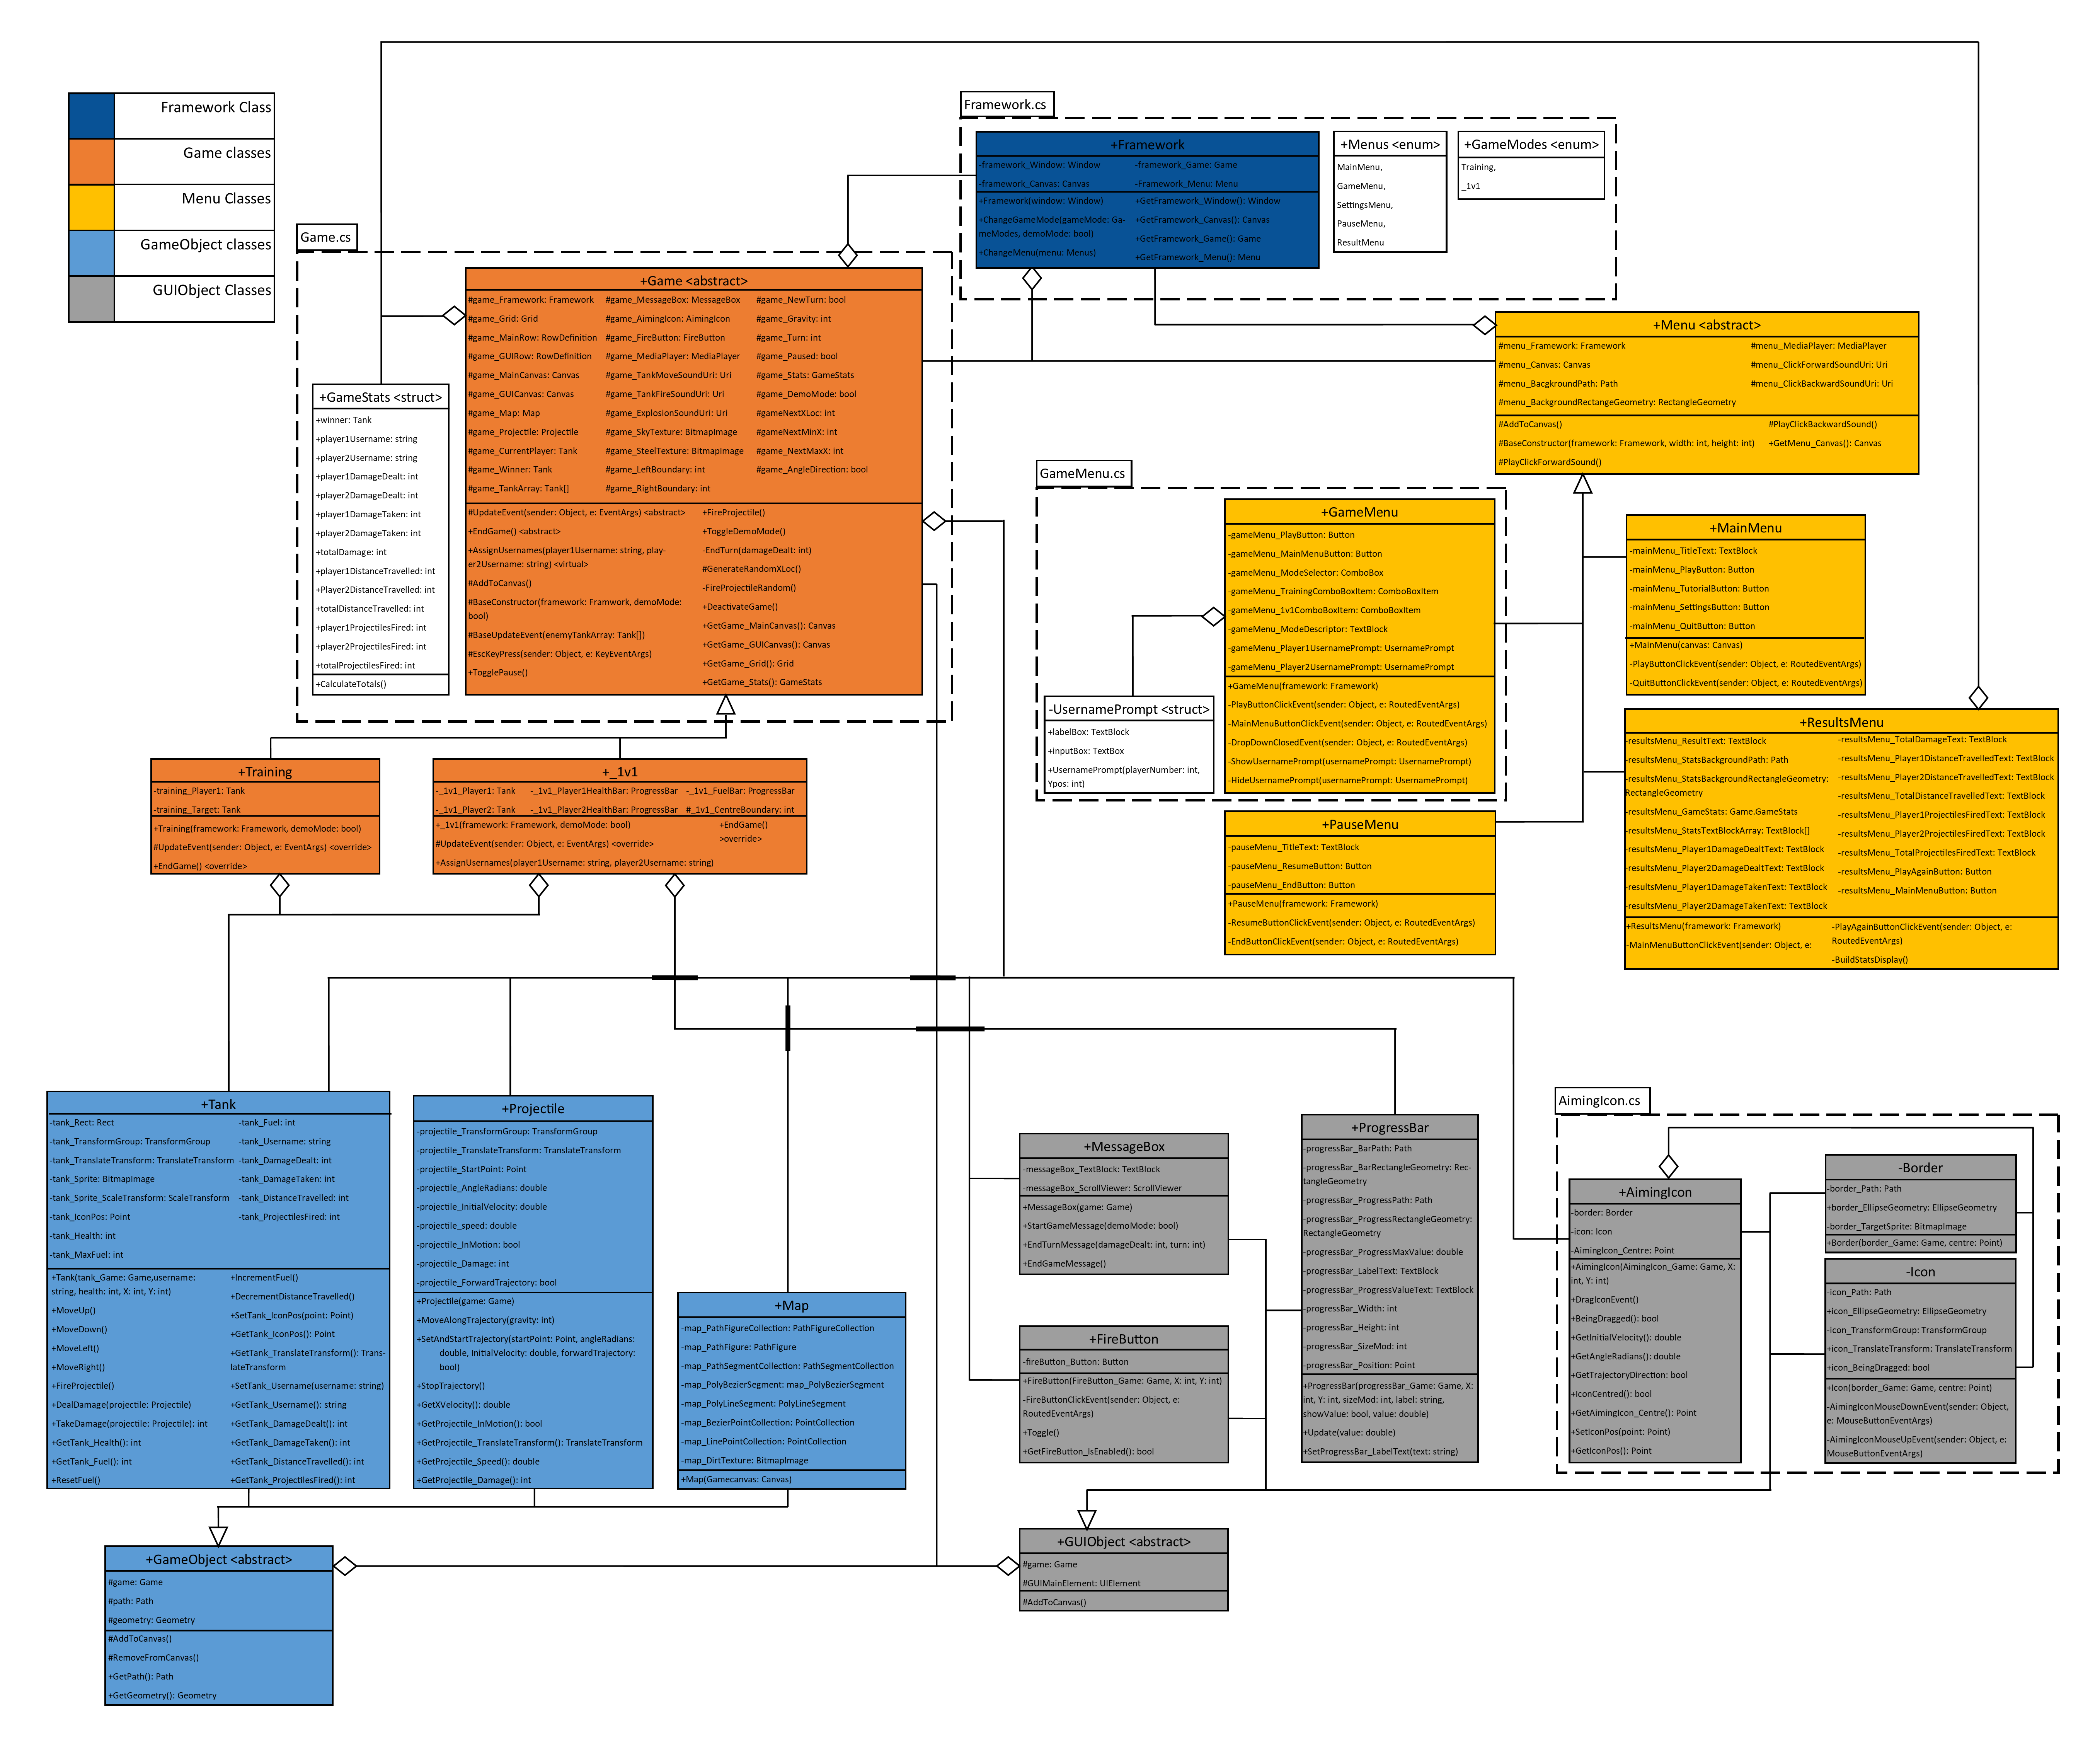 Framework Class
Game classes
Menu Classes
GameObject classes
GUIObject Classes
Framework.cs
+Framework
-framework_Window: Window
-framework_Canvas: Canvas
-framework_Game: Game
-Framework_Menu: Menu
+Framework(window: Window)
+ChangeGameMode(gameMode: Ga-
meModes, demoMode: bool)
+ChangeMenu(menu: Menus)
+GetFramework_Window(): Window
+GetFramework_Canvas(): Canvas
+GetFramework_Game(): Game
+GetFramework_Menu(): Menu
+Menus <enum>
MainMenu,
GameMenu,
SettingsMenu,
PauseMenu,
ResultMenu
+GameModes <enum>
Training,
_1v1
Game.cs
+GameStats <struct>
+winner: Tank
+player1Username: string
+player2Username: string
+player1DamageDealt: int
+player2DamageDealt: int
+player1DamageTaken: int
+player2DamageTaken: int
+totalDamage: int
+player1DistanceTravelled: int
+Player2DistanceTravelled: int
+totalDistanceTravelled: int
+player1ProjectilesFired: int
+player2ProjectilesFired: int
+totalProjectilesFired: int
+CalculateTotals()
+Game <abstract>
#game_Framework: Framework
#game_Grid: Grid
#game_MainRow: RowDefinition
#game_GUIRow: RowDefinition
#game_MainCanvas: Canvas
#game_GUICanvas: Canvas
#game_Map: Map
#game_Projectile: Projectile
#game_CurrentPlayer: Tank
#game_Winner: Tank
#game_TankArray: Tank[]
#game_MessageBox: MessageBox
#game_AimingIcon: AimingIcon
#game_FireButton: FireButton
#game_MediaPlayer: MediaPlayer
#game_TankMoveSoundUri: Uri
#game_TankFireSoundUri: Uri
#game_ExplosionSoundUri: Uri
#game_SkyTexture: BitmapImage
#game_SteelTexture: BitmapImage
#game_LeftBoundary: int
#game_RightBoundary: int
#game_NewTurn: bool
#game_Gravity: int
#game_Turn: int
#game_Paused: bool
#game_Stats: GameStats
#game_DemoMode: bool
#gameNextXLoc: int
#gameNextMinX: int
#game_NextMaxX: int
#game_AngleDirection: bool
#UpdateEvent(sender: Object, e: EventArgs) <abstract>
+EndGame() <abstract>
+AssignUsernames(player1Username: string, play-
er2Username: string) <virtual>
#AddToCanvas()
#BaseConstructor(framework: Framwork, demoMode:
bool)
#BaseUpdateEvent(enemyTankArray: Tank[])
#EscKeyPress(sender: Object, e: KeyEventArgs)
+TogglePause()
+FireProjectile()
+ToggleDemoMode()
-EndTurn(damageDealt: int)
#GenerateRandomXLoc()
-FireProjectileRandom()
+DeactivateGame()
+GetGame_MainCanvas(): Canvas
+GetGame_GUICanvas(): Canvas
+GetGame_Grid(): Grid
+GetGame_Stats(): GameStats
+Menu <abstract>
#menu_Framework: Framework
#menu_Canvas: Canvas
#menu_BacgkroundPath: Path
#menu_BackgroundRectangeGeometry: RectangleGeometry
#menu_MediaPlayer: MediaPlayer
#menu_ClickForwardSoundUri: Uri
#menu_ClickBackwardSoundUri: Uri
#AddToCanvas()
#BaseConstructor(framework: Framework, width: int, height: int)
#PlayClickForwardSound()
#PlayClickBackwardSound()
+GetMenu_Canvas(): Canvas
GameMenu.cs
+GameMenu
-gameMenu_PlayButton: Button
-gameMenu_MainMenuButton: Button
-gameMenu_ModeSelector: ComboBox
-gameMenu_TrainingComboBoxItem: ComboBoxItem
-gameMenu_1v1ComboBoxItem: ComboBoxItem
-gameMenu_ModeDescriptor: TextBlock
-gameMenu_Player1UsernamePrompt: UsernamePrompt
-gameMenu_Player2UsernamePrompt: UsernamePrompt
+GameMenu(framework: Framework)
-PlayButtonClickEvent(sender: Object, e: RoutedEventArgs)
-MainMenuButtonClickEvent(sender: Object, e: RoutedEventArgs)
-DropDownClosedEvent(sender: Object, e: RoutedEventArgs)
-ShowUsernamePrompt(usernamePrompt: UsernamePrompt)
-HideUsernamePrompt(usernamePrompt: UsernamePrompt)
-UsernamePrompt <struct>
+labelBox: TextBlock
+inputBox: TextBox
+UsernamePrompt(playerNumber: int,
Ypos: int)
+MainMenu
-mainMenu_TitleText: TextBlock
-mainMenu_PlayButton: Button
-mainMenu_TutorialButton: Button
-mainMenu_SettingsButton: Button
-mainMenu_QuitButton: Button
+MainMenu(canvas: Canvas)
-PlayButtonClickEvent(sender: Object, e: RoutedEventArgs)
-QuitButtonClickEvent(sender: Object, e: RoutedEventArgs)
+ResultsMenu
-resultsMenu_ResultText: TextBlock
-resultsMenu_StatsBackgroundPath: Path
-resultsMenu_StatsBackgroundRectangleGeometry:
RectangleGeometry
-resultsMenu_GameStats: Game.GameStats
-resultsMenu_StatsTextBlockArray: TextBlock[]
-resultsMenu_Player1DamageDealtText: TextBlock
-resultsMenu_Player2DamageDealtText: TextBlock
-resultsMenu_Player1DamageTakenText: TextBlock
-resultsMenu_Player2DamageTakenText: TextBlock
-resultsMenu_TotalDamageText: TextBlock
-resultsMenu_Player1DistanceTravelledText: TextBlock
-resultsMenu_Player2DistanceTravelledText: TextBlock
-resultsMenu_TotalDistanceTravelledText: TextBlock
-resultsMenu_Player1ProjectilesFiredText: TextBlock
-resultsMenu_Player2ProjectilesFiredText: TextBlock
-resultsMenu_TotalProjectilesFiredText: TextBlock
-resultsMenu_PlayAgainButton: Button
-resultsMenu_MainMenuButton: Button
+ResultsMenu(framework: Framework)
-MainMenuButtonClickEvent(sender: Object, e:
-PlayAgainButtonClickEvent(sender: Object, e:
RoutedEventArgs)
-BuildStatsDisplay()
+PauseMenu
-pauseMenu_TitleText: TextBlock
-pauseMenu_ResumeButton: Button
-pauseMenu_EndButton: Button
+PauseMenu(framework: Framework)
-ResumeButtonClickEvent(sender: Object, e: RoutedEventArgs)
-EndButtonClickEvent(sender: Object, e: RoutedEventArgs)
+Training
-training_Player1: Tank
-training_Target: Tank
+Training(framework: Framework, demoMode: bool)
#UpdateEvent(sender: Object, e: EventArgs) <override>
+EndGame() <override>
+_1v1
-_1v1_Player1: Tank
-_1v1_Player2: Tank
-_1v1_Player1HealthBar: ProgressBar
-_1v1_Player2HealthBar: ProgressBar
-_1v1_FuelBar: ProgressBar
#_1v1_CentreBoundary: int
+_1v1(framework: Framework, demoMode: bool)
#UpdateEvent(sender: Object, e: EventArgs) <override>
+AssignUsernames(player1Username: string, player2Username: string)
+EndGame()
>override>
+Tank
-tank_Rect: Rect
-tank_TransformGroup: TransformGroup
-tank_TranslateTransform: TranslateTransform
-tank_Sprite: BitmapImage
-tank_Sprite_ScaleTransform: ScaleTransform
-tank_IconPos: Point
-tank_Health: int
-tank_MaxFuel: int
-tank_Fuel: int
-tank_Username: string
-tank_DamageDealt: int
-tank_DamageTaken: int
-tank_DistanceTravelled: int
-tank_ProjectilesFired: int
+Tank(tank_Game: Game,username:
string, health: int, X: int, Y: int)
+MoveUp()
+MoveDown()
+MoveLeft()
+MoveRight()
+FireProjectile()
+DealDamage(projectile: Projectile)
+TakeDamage(projectile: Projectile): int
+GetTank_Health(): int
+GetTank_Fuel(): int
+ResetFuel()
+IncrementFuel()
+DecrementDistanceTravelled()
+SetTank_IconPos(point: Point)
+GetTank_IconPos(): Point
+GetTank_TranslateTransform(): Trans-
lateTransform
+SetTank_Username(username: string)
+GetTank_Username(): string
+GetTank_DamageDealt(): int
+GetTank_DamageTaken(): int
+GetTank_DistanceTravelled(): int
+GetTank_ProjectilesFired(): int
+Projectile
-projectile_TransformGroup: TransformGroup
-projectile_TranslateTransform: TranslateTransform
-projectile_StartPoint: Point
-projectile_AngleRadians: double
-projectile_InitialVelocity: double
-projectile_speed: double
-projectile_InMotion: bool
-projectile_Damage: int
-projectile_ForwardTrajectory: bool
+Projectile(game: Game)
+MoveAlongTrajectory(gravity: int)
+SetAndStartTrajectory(startPoint: Point, angleRadians:
double, InitialVelocity: double, forwardTrajectory:
bool)
+StopTrajectory()
+GetXVelocity(): double
+GetProjectile_InMotion(): bool
+GetProjectile_TranslateTransform(): TranslateTransform
+GetProjectile_Speed(): double
+GetProjectile_Damage(): int
+Map
-map_PathFigureCollection: PathFigureCollection
-map_PathFigure: PathFigure
-map_PathSegmentCollection: PathSegmentCollection
-map_PolyBezierSegment: map_PolyBezierSegment
-map_PolyLineSegment: PolyLineSegment
-map_BezierPointCollection: PointCollection
-map_LinePointCollection: PointCollection
-map_DirtTexture: BitmapImage
+Map(Gamecanvas: Canvas)
+MessageBox
-messageBox_TextBlock: TextBlock
-messageBox_ScrollViewer: ScrollViewer
+MessageBox(game: Game)
+StartGameMessage(demoMode: bool)
+EndTurnMessage(damageDealt: int, turn: int)
+EndGameMessage()
+FireButton
-fireButton_Button: Button
+FireButton(FireButton_Game: Game, X: int, Y: int)
-FireButtonClickEvent(sender: Object, e:
RoutedEventArgs)
+Toggle()
+GetFireButton_IsEnabled(): bool
+ProgressBar
-progressBar_BarPath: Path
-progressBar_BarRectangleGeometry: Rec-
tangleGeometry
-progressBar_ProgressPath: Path
-progressBar_ProgressRectangleGeometry:
RectangleGeometry
-progressBar_ProgressMaxValue: double
-progressBar_LabelText: TextBlock
-progressBar_ProgressValueText: TextBlock
-progressBar_Width: int
-progressBar_Height: int
-progressBar_SizeMod: int
-progressBar_Position: Point
+ProgressBar(progressBar_Game: Game, X:
int, Y: int, sizeMod: int, label: string,
showValue: bool, value: double)
+Update(value: double)
+SetProgressBar_LabelText(text: string)
AimingIcon.cs
+AimingIcon
-border: Border
-icon: Icon
-AimingIcon_Centre: Point
+AimingIcon(AimingIcon_Game: Game, X:
int, Y: int)
+DragIconEvent()
+BeingDragged(): bool
+GetInitialVelocity(): double
+GetAngleRadians(): double
+GetTrajectoryDirection: bool
+IconCentred(): bool
+GetAimingIcon_Centre(): Point
+SetIconPos(point: Point)
+GetIconPos(): Point
-Border
-border_Path: Path
+border_EllipseGeometry: EllipseGeometry
-border_TargetSprite: BitmapImage
+Border(border_Game: Game, centre: Point)
-Icon
-icon_Path: Path
+icon_EllipseGeometry: EllipseGeometry
-icon_TransformGroup: TransformGroup
+icon_TranslateTransform: TranslateTransform
+icon_BeingDragged: bool
+Icon(border_Game: Game, centre: Point)
-AimingIconMouseDownEvent(sender: Object,
e: MouseButtonEventArgs)
-AimingIconMouseUpEvent(sender: Object, e:
MouseButtonEventArgs)
+GameObject <abstract>
#game: Game
#path: Path
#geometry: Geometry
#AddToCanvas()
#RemoveFromCanvas()
+GetPath(): Path
+GetGeometry(): Geometry
+GUIObject <abstract>
#game: Game
#GUIMainElement: UIElement
#AddToCanvas()